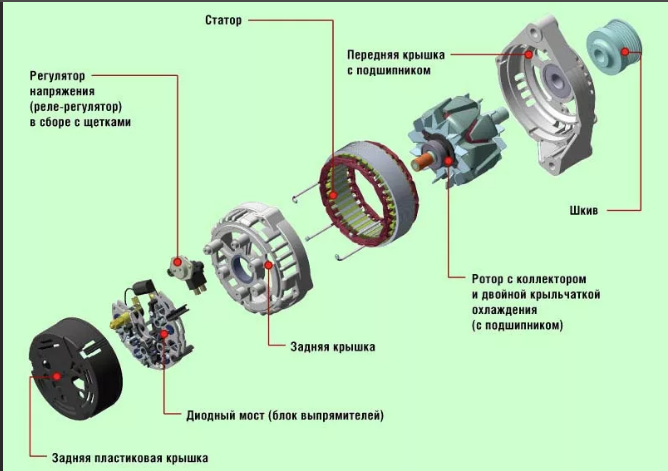 Статор
Передняя крышка
с подшипником
Регулятор
напряжения
(реле-регулятор)
в сборе с щетками
Шкив
Ротор с коллектором
и двойной крыльчаткой
охлаждения
(с подшипником)
Задняя крышка
Диодный мост (блок выпрямителей)
Задняя пластиковая крышка